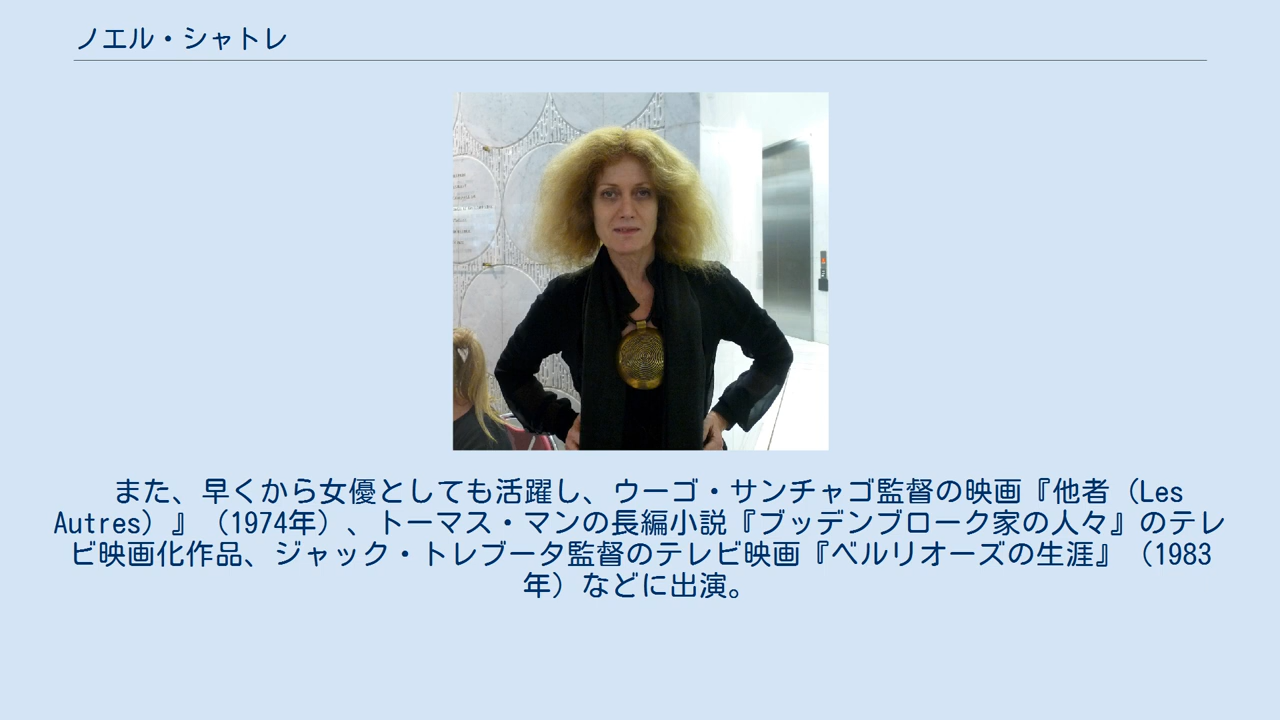 ノエル・シャトレ
また、早くから女優としても活躍し、ウーゴ・サンチャゴ監督の映画『他者（Les
Autres）』（1974年）、トーマス・マンの長編小説『ブッデンブローク家の人々』のテレ
ビ映画化作品、ジャック・トレブータ監督のテレビ映画『ベルリオーズの生涯』（1983
年）などに出演。